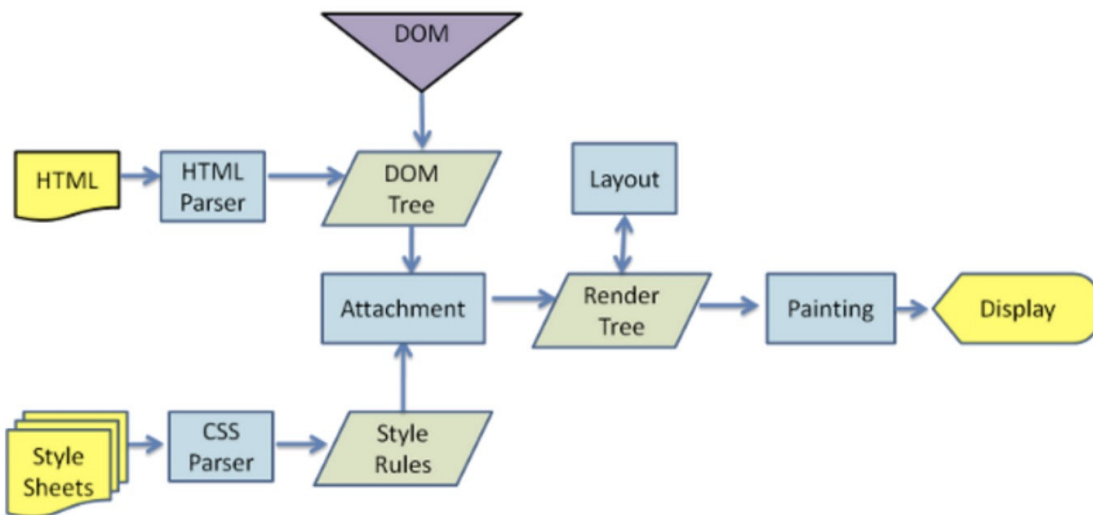 DOM
HTML
HTML
Parser
DOM
Tree
Layout
Attachment
Render
Tree
Painting
Display
Style
Sheets
CSS
Parser
Style
Rules